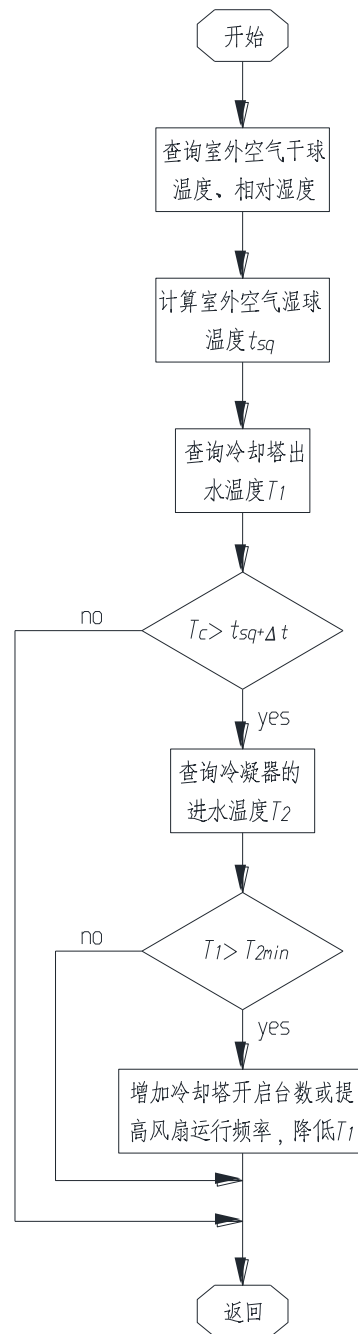 开始
查询室外空气干球
温度、相对湿度
计算室外空气湿球
温度tsq
查询冷却塔出
水温度T1
no
Tc> tsq+Δt
yes
查询冷凝器的
进水温度T2
no
T1> T2min
yes
增加冷却塔开启台数或提
高风扇运行频率，降低T1
返回